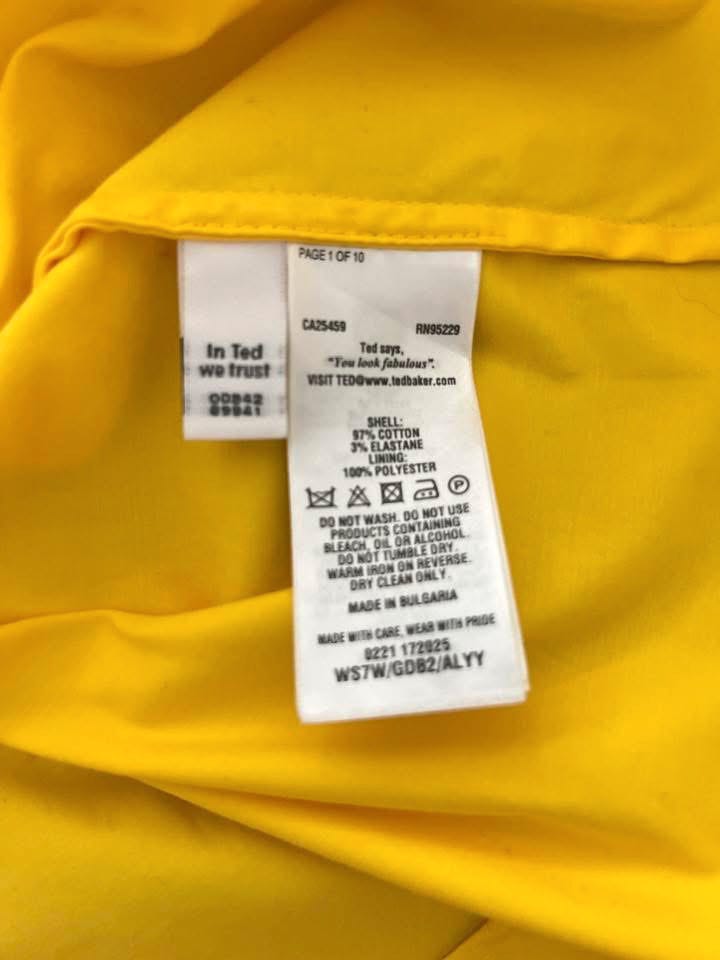 In Ted
we trust
PAGE 1 OF 10
CA25459 RN95229
Ted says,
"You look fabulous".
VISIT TED@www.tedbaker.com
SHELL:
97% COTTON
3% ELASTANE
LINING:
100% POLYESTER
P
DO NOT WASH. DO NOT USE
PRODUCTS CONTAINING
BLEACH, OIL OR ALCOHOL.
DO NOT TUMBLE DRY.
WARM IRON ON REVERSE.
DRY CLEAN ONLY.
MADE IN BULGARIA
MADE WITH CARE, WEAR WITH PRIDE
0221 172025
WS7W/GDB2/ALYY